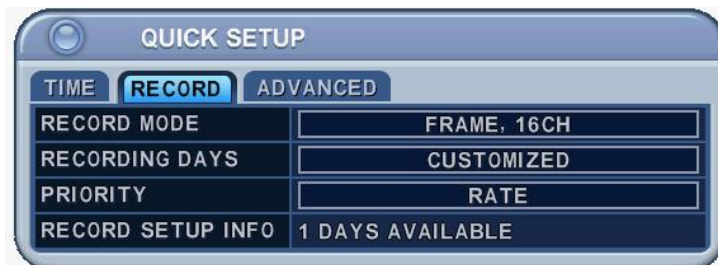 QUICK SETUP
TIME RECORD ADVANCED
RECORD MODE FRAME, 16CH
RECORDING DAYS CUSTOMIZED
PRIORITY RATE
RECORD SETUP INFO 1 DAYS AVAILABLE